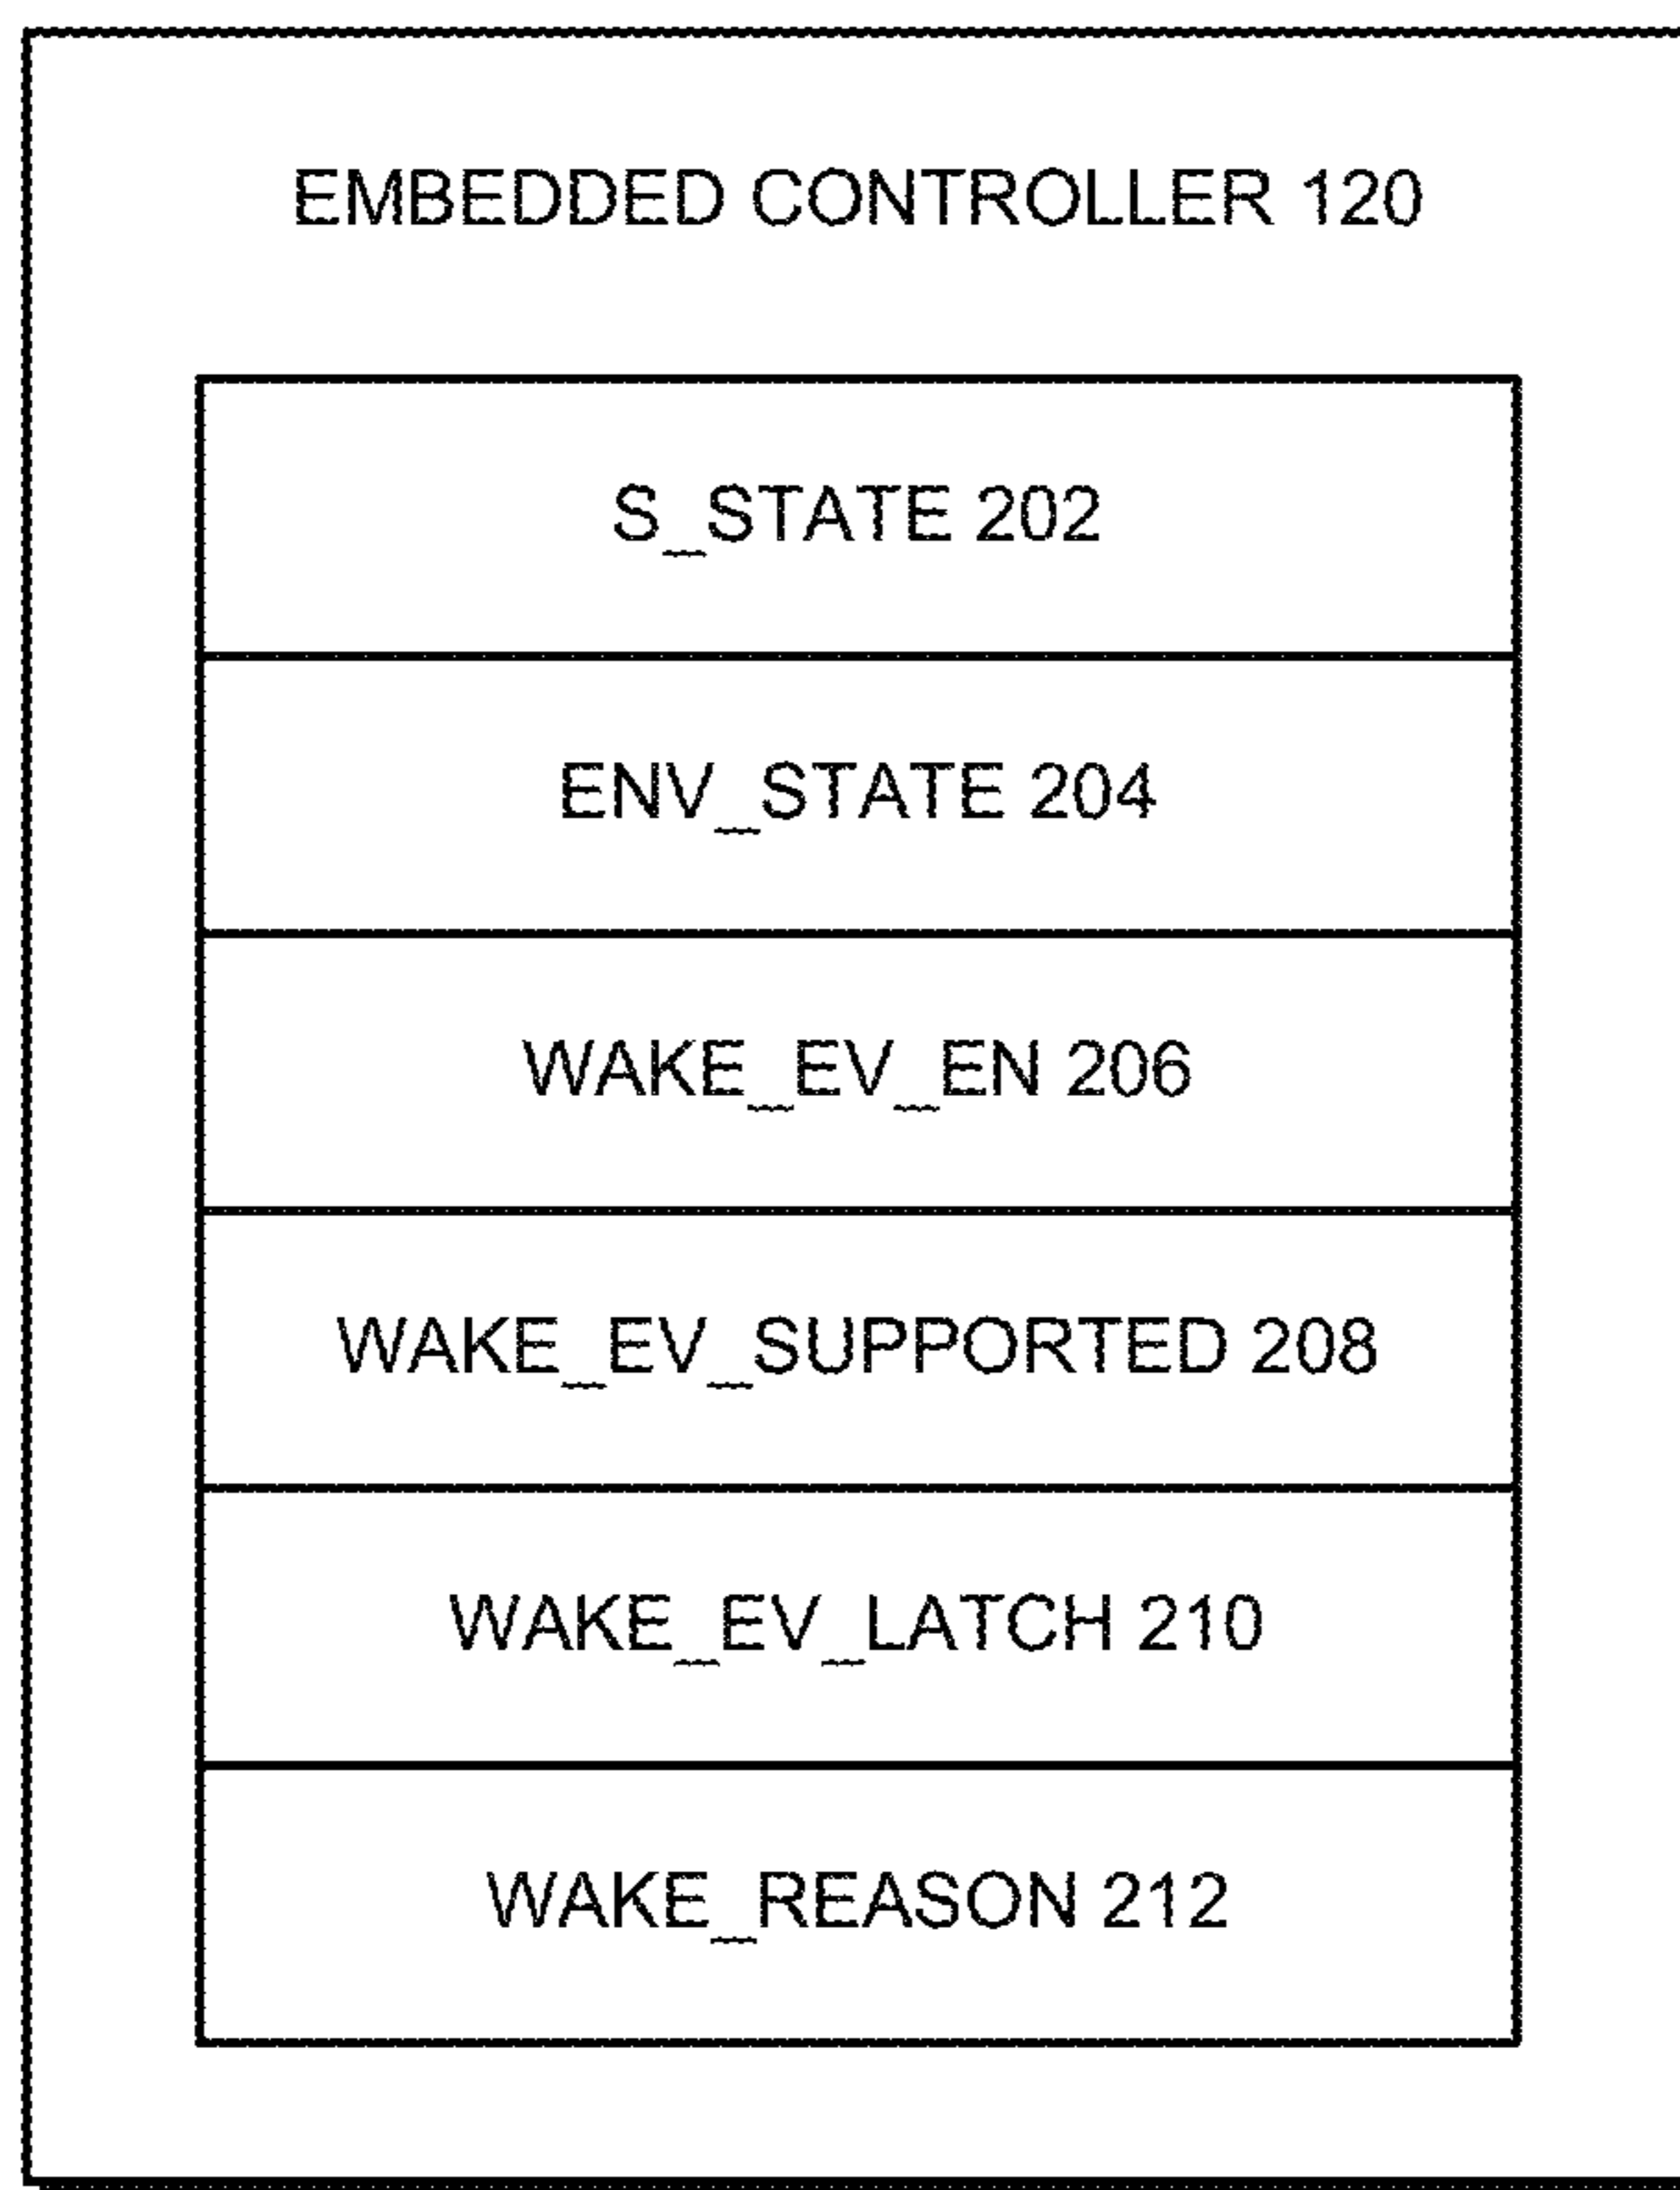 EMBEDDED CONTROLLER 120
S_STATE 202
ENV_STATE 204
WAKE_EV_EN 206
WAKE_EV_SUPPORTED 208
WAKE_EV_LATCH 210
WAKE_REASON 212